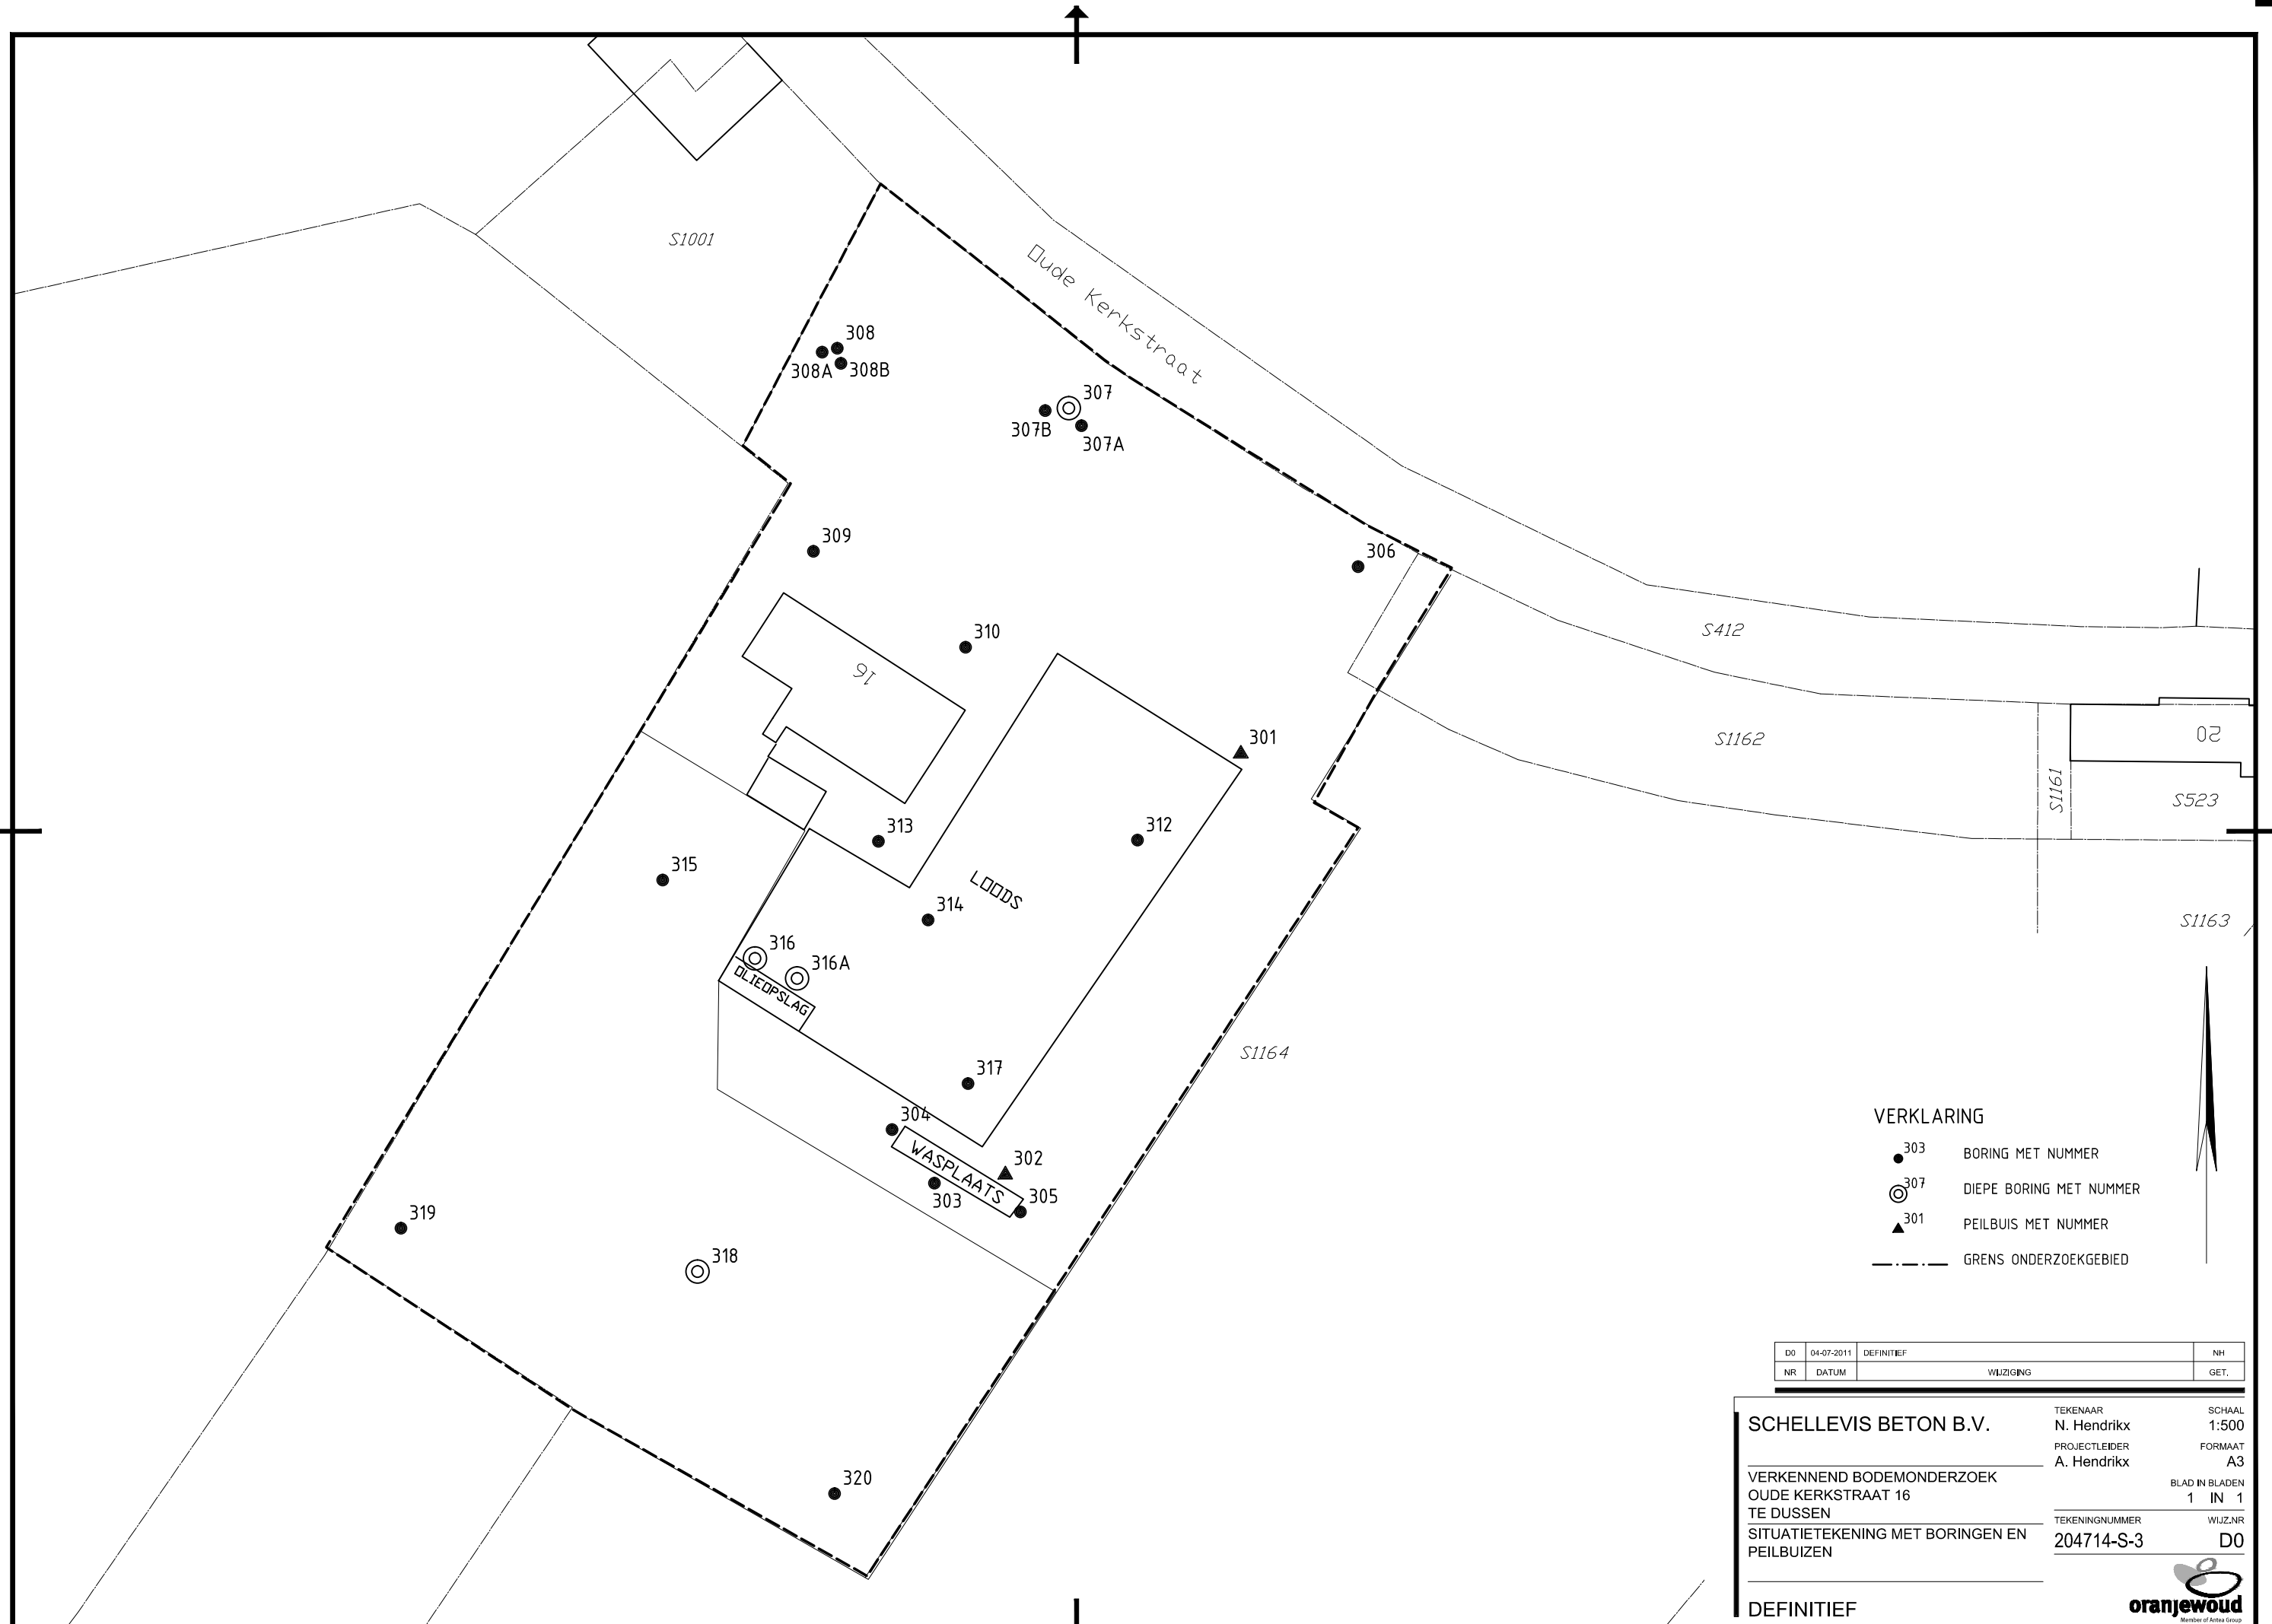 S1001
Oude Kerkstraat
308
308A
308B
307
307B
307A
309
306
310
16
S412
301
S1162
20
S1161
S523
313
312
315
LOODS
314
S1163
316
316A
OLIEOPSLAG
S1164
317
304
WASPLAATS
302
303
305
319
318
320
VERKLARING
303 BORING MET NUMMER
307 DIEPE BORING MET NUMMER
301 PEILBUIS MET NUMMER
GRENS ONDERZOEKGEBIED
D0 04-07-2011 DEFINITIEF NH
NR DATUM WIJZIGING GET.
SCHELLEVIS BETON B.V.
TEKENAAR SCHAAL
N. Hendrikx 1:500
PROJECTLEIDER FORMAAT
A. Hendrikx A3
VERKENNEND BODEMONDERZOEK
OUDE KERKSTRAAT 16
TE DUSSEN
BLAD IN BLADEN
1 IN 1
SITUATIETEKENING MET BORINGEN EN
PEILBUIZEN
TEKENINGNUMMER WIJZ.NR
204714-S-3 D0
DEFINITIEF
oranjewoud
Member of Antea Group